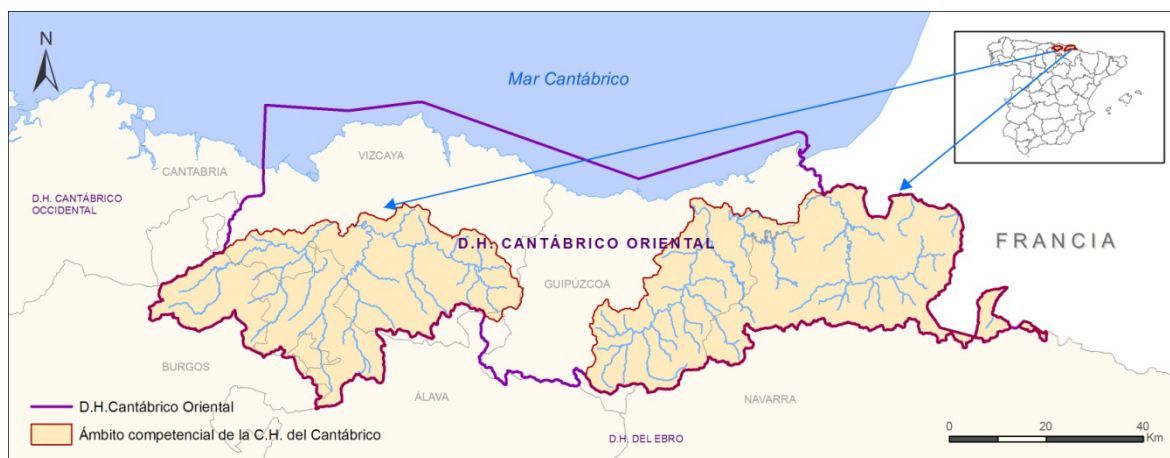 N
Mar Cantábrico
VIZCAYA
CANTABRIA
D.H. CANTÁBRICO
OCCIDENTAL
D.H. CANTÁBRICO ORIENTAL
FRANCIA
GUIPÚZCOA
BURGOS
ÁLAVA
NAVARRA
D.H. DEL EBRO
D.H.Cantábrico Oriental
Ámbito competencial de la C.H. del Cantábrico
0 10 20 40
Km